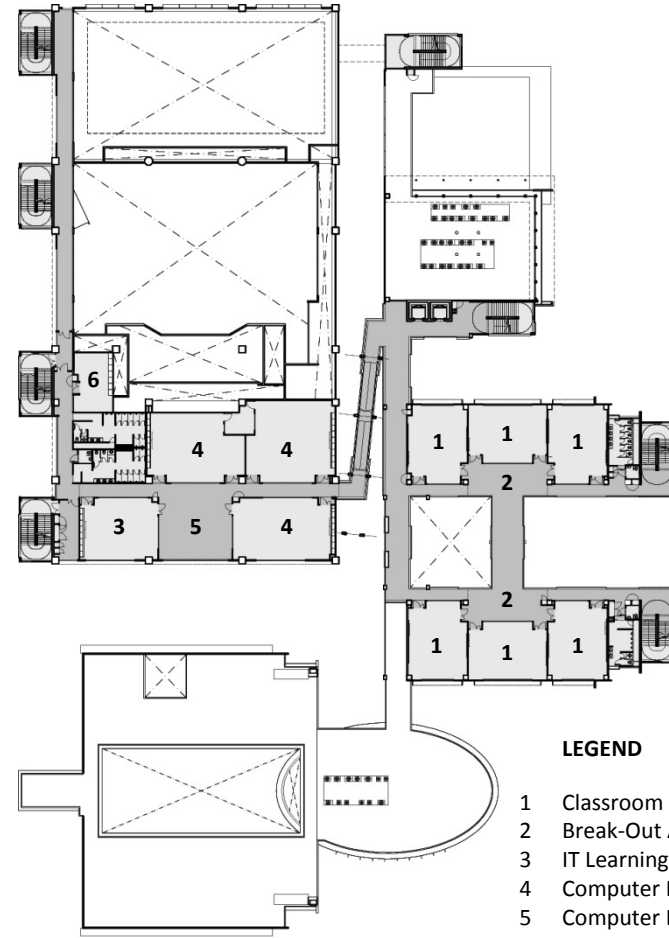 6
1 1 1
4 4
2
3 5 4
2
1 1 1
LEGEND
1 Classroom
2 Break-Out
3 IT Learning
4 Computer
5 Computer